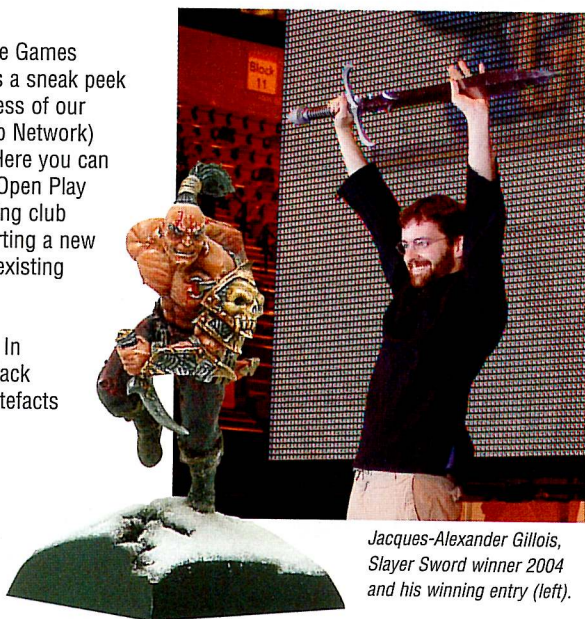 e Games
s a sneak peek
ess of our
o Network)
Here you can
Open Play
ing club
rting a new
existing
In
ack
tefacts
Block
11
Jacques-Alexander Gillois,
Slayer Sword winner 2004
and his winning entry (left).